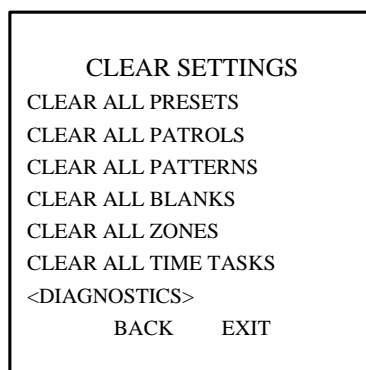 CLEAR SETTINGS
CLEAR ALL PRESETS
CLEAR ALL PATROLS
CLEAR ALL PATTERNS
CLEAR ALL BLANKS
CLEAR ALL ZONES
CLEAR ALL TIME TASKS
<DIAGNOSTICS>
BACK EXIT